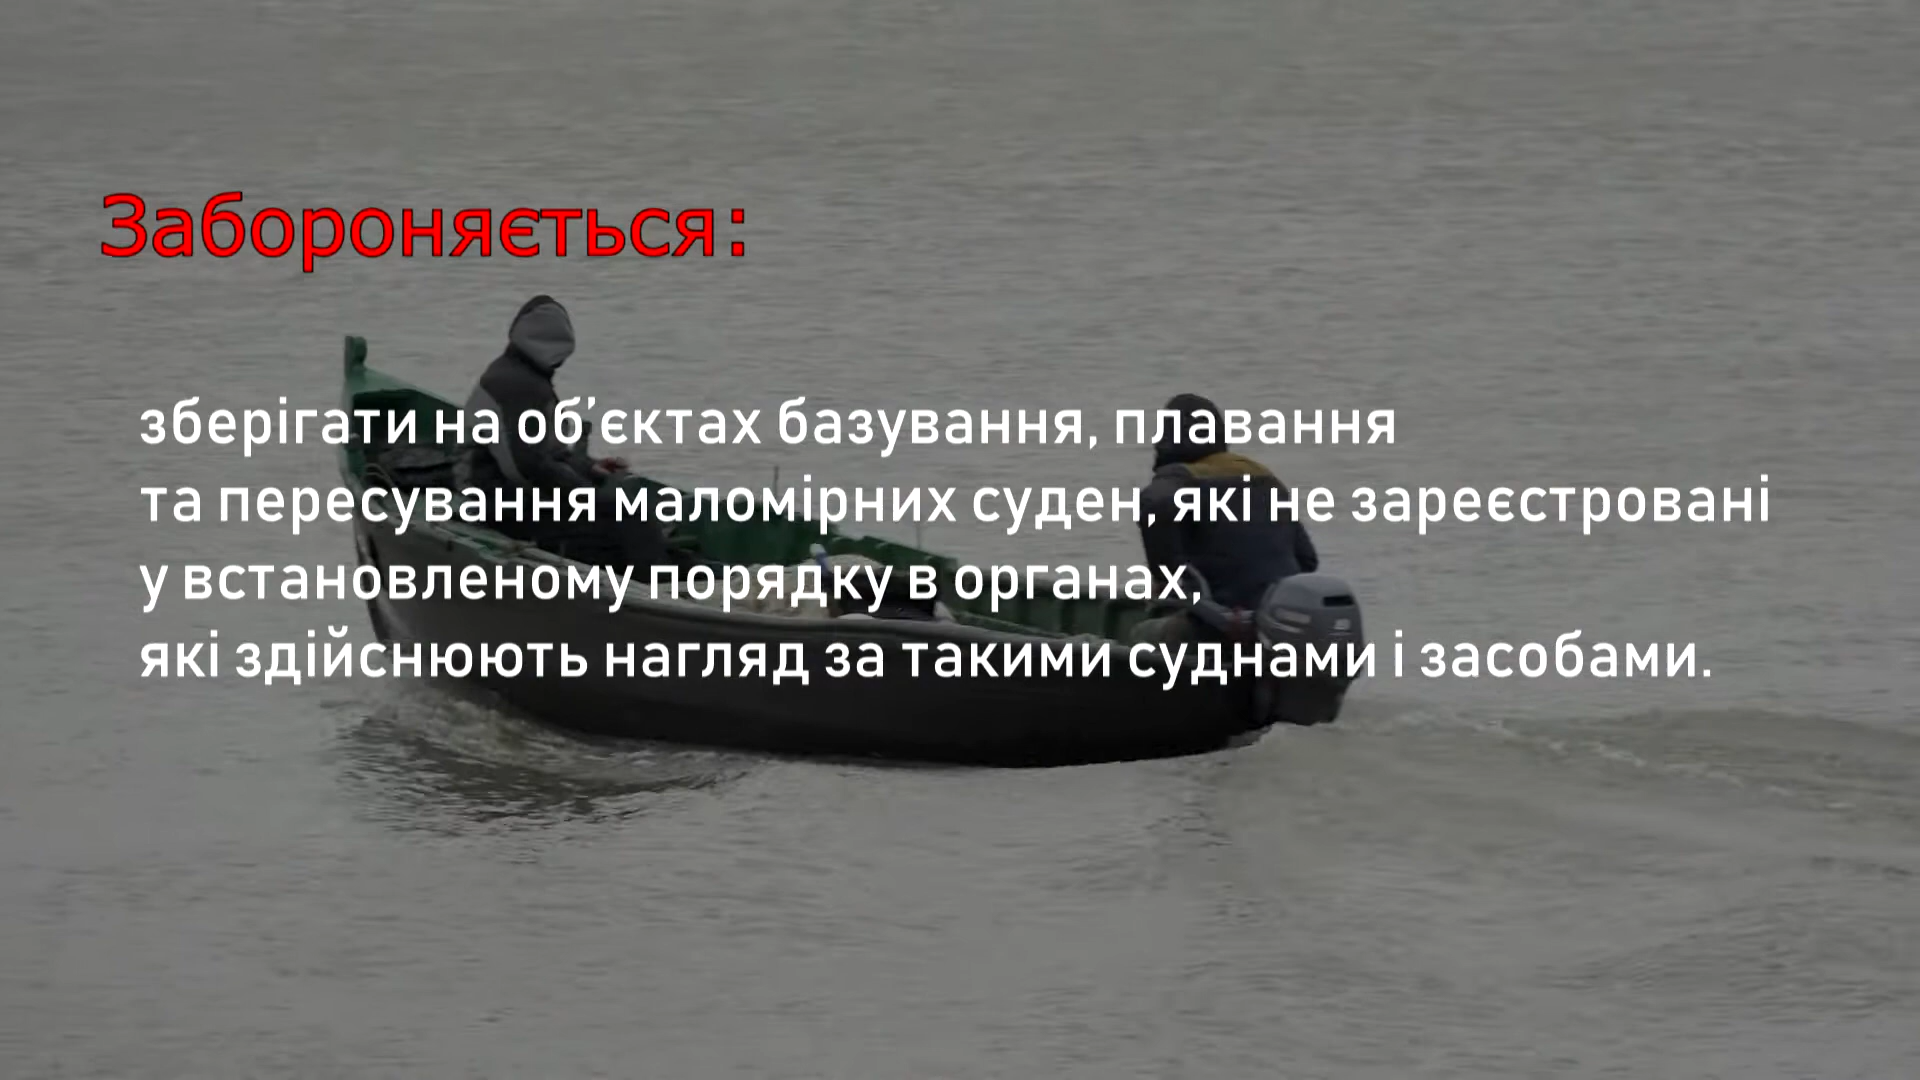 Забороняється:
зберігати на об’єктах базування, плавання
та пересування маломірних суден, які не зареєстровані
у встановленому порядку в органах,
які здійснюють нагляд за такими суднами і засобами.